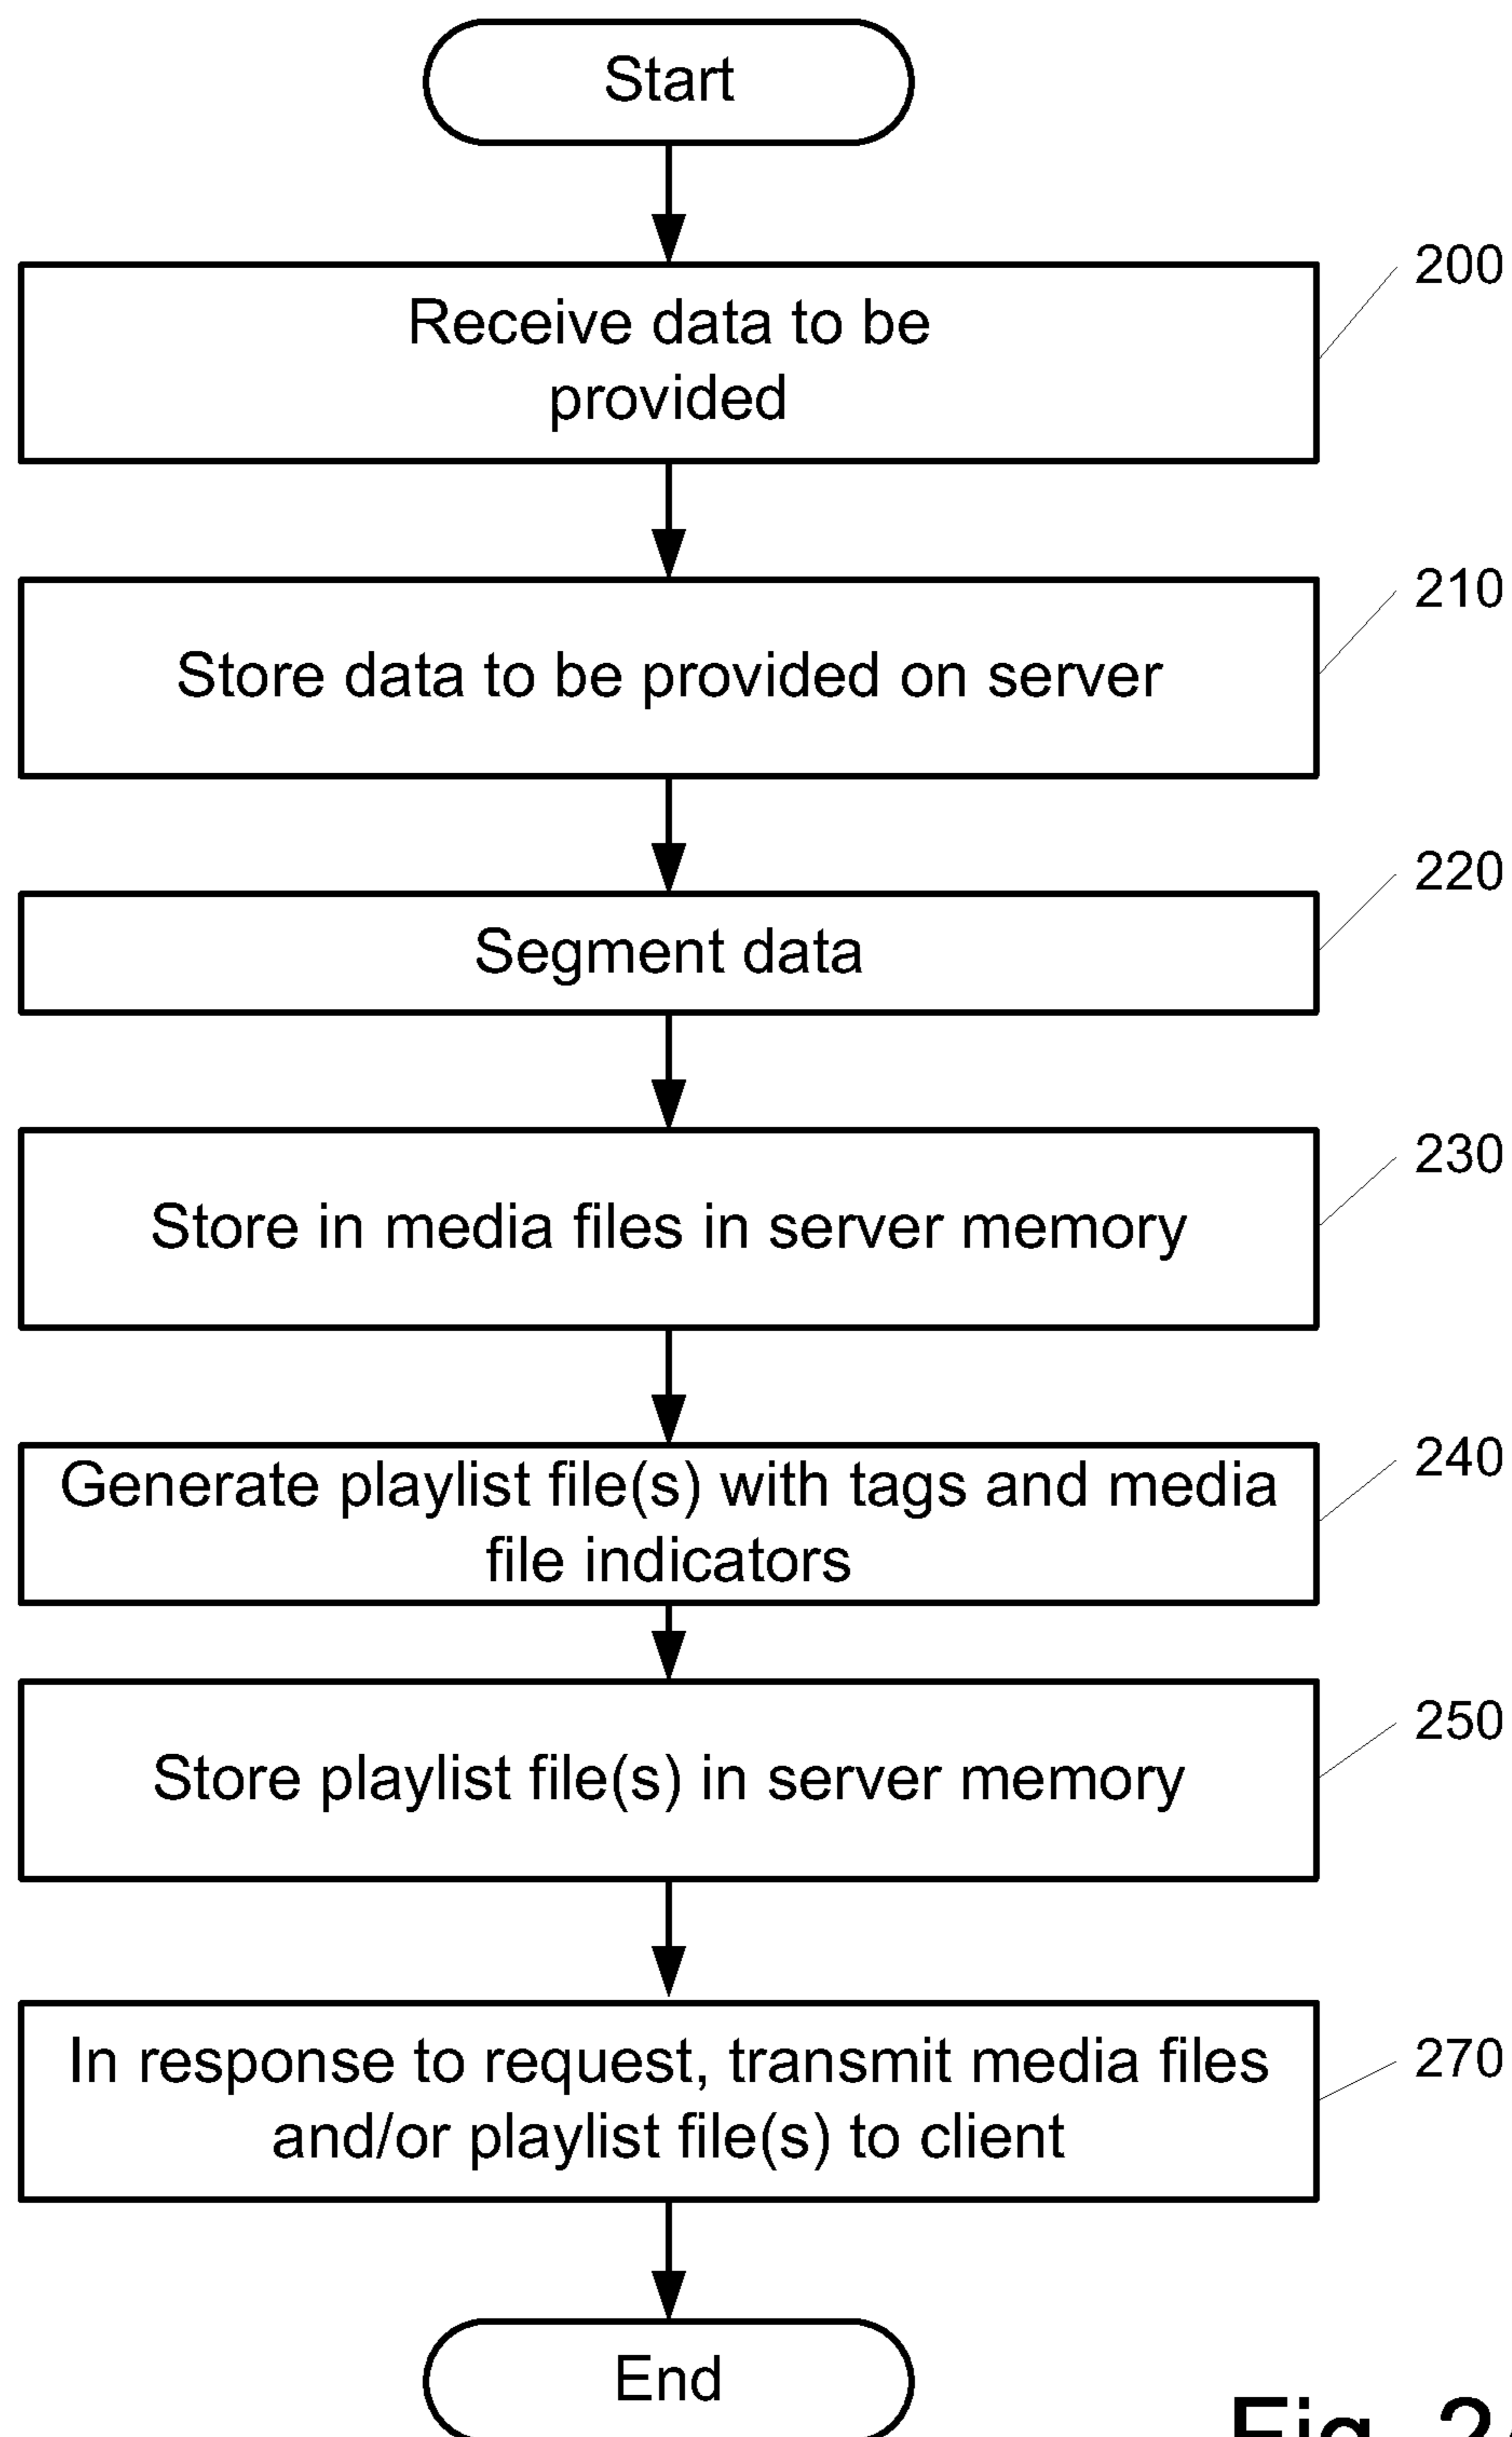 Start
200
Receive data to be
provided
210
Store data to be provided on server
220
Segment data
230
Store in media files in server memory
240
Generate playlist file(s) with tags and media
file indicators
250
Store playlist file(s) in server memory
270
In response to request, transmit media files
and/or playlist file(s) to client
End
Fig.